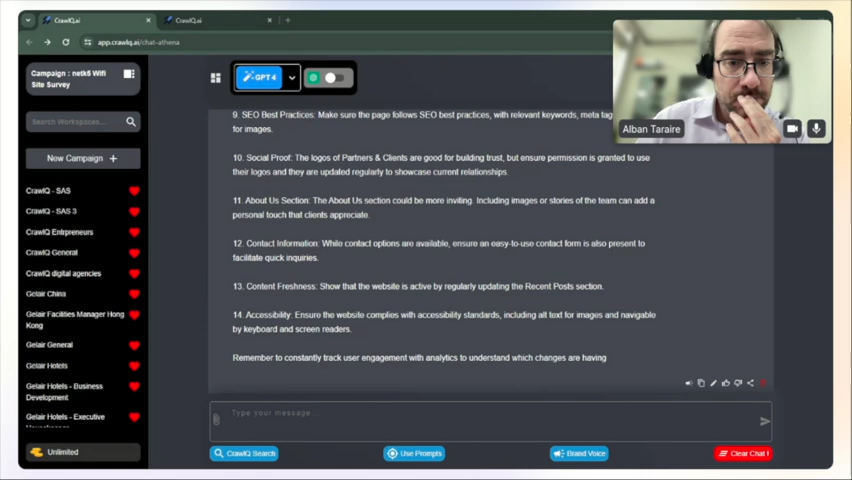 CrawlQ.ai
CrawlQ.ai
app.crawlq.ai/chat-athena
Campaign : netk5 Wifi
Site Survey
Search Workspaces...
New Campaign +
CrawlQ - SAS
CrawlQ - SAS 3
CrawlQ Entrpreneurs
CrawlQ General
CrawlQ digital agencies
Gelair China
Gelair Facilities Manager Hong
Kong
Gelair General
Gelair Hotels
Gelair Hotels - Business
Development
Gelair Hotels - Executive
Unlimited
GPT 4
9. SEO Best Practices: Make sure the page follows SEO best practices, with relevant keywords, meta
for images.
10. Social Proof: The logos of Partners & Clients are good for building trust, but ensure permission is granted to use
their logos and they are updated regularly to showcase current relationships.
11. About Us Section: The About Us section could be more inviting. Including images or stories of the team can add a
personal touch that clients appreciate.
12. Contact Information: While contact options are available, ensure an easy-to-use contact form is also present to
facilitate quick inquiries.
13. Content Freshness: Show that the website is active by regularly updating the Recent Posts section.
14. Accessibility: Ensure the website complies with accessibility standards, including alt text for images and navigable
by keyboard and screen readers.
Remember to constantly track user engagement with analytics to understand which changes are having
Type your message...
CrawlQ Search
Use Prompts
Brand Voice
Clear Chat !
Alban Taraire